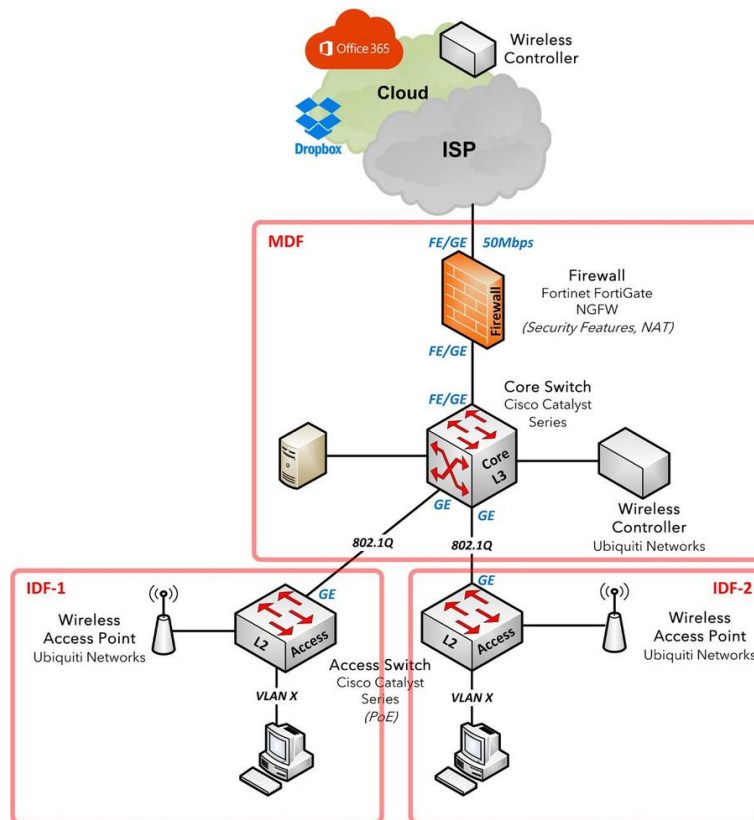 Office 365
Wireless
Controller
Cloud
Dropbox
ISP
MDF
FE/GE 50Mbps
Firewall
Firewall
Fortinet FortiGate
NGFW
(Security Features, NAT)
FE/GE
FE/GE
Core Switch
Cisco Catalyst
Series
Core
L3
GE
GE
Wireless
Controller
Ubiquiti Networks
802.1Q
802.1Q
IDF-1
GE
Wireless
Access Point
Ubiquiti Networks
L2
Access
VLAN X
Access Switch
Cisco Catalyst
Series
(PoE)
IDF-2
GE
L2
Access
VLAN X
Wireless
Access Point
Ubiquiti Networks